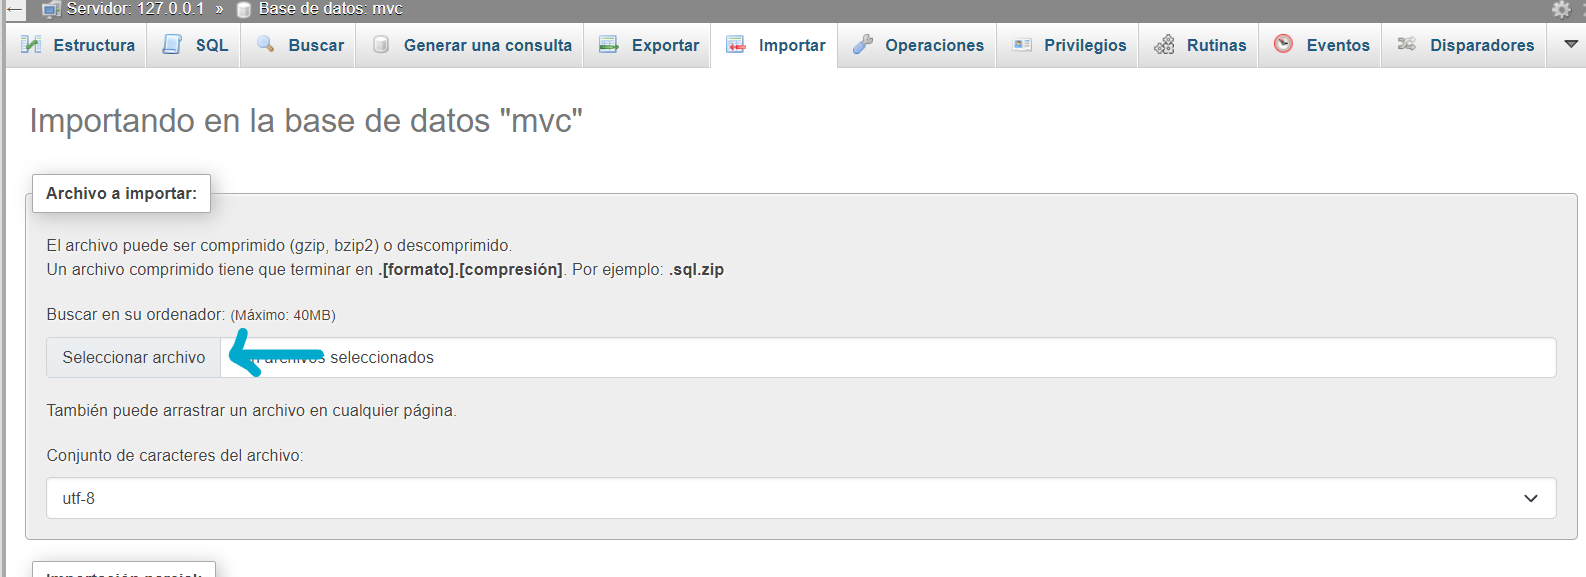 Servidor: 127.0.0.1 » Base de datos: mvc
Estructura SQL Buscar Generar una consulta Exportar Importar Operaciones Privilegios Rutinas Eventos Disparadores
Importando en la base de datos "mvc"
Archivo a importar:
El archivo puede ser comprimido (gzip, bzip2) o descomprimido.
Un archivo comprimido tiene que terminar en .[formato].[compresión]. Por ejemplo: .sql.zip
Buscar en su ordenador: (Máximo: 40MB)
Seleccionar archivo archivos seleccionados
También puede arrastrar un archivo en cualquier página.
Conjunto de caracteres del archivo:
utf-8